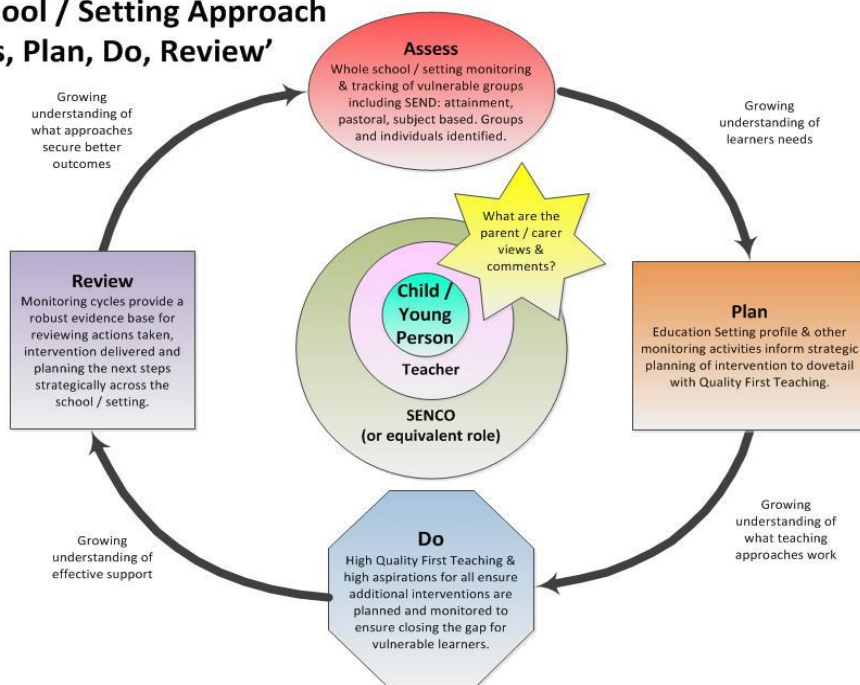 ool / Setting Approach
s, Plan, Do, Review’
Assess
Whole school / setting monitoring
& tracking of vulnerable groups
including SEND: attainment,
pastoral, subject based. Groups
and individuals identified.
Growing
understanding of
what approaches
secure better
outcomes
Growing
understanding of
learners needs
What are the
parent / carer
views &
comments?
Review
Monitoring cycles provide a
robust evidence base for
reviewing actions taken,
intervention delivered and
planning the next steps
strategically across the
school / setting.
Child /
Young
Person
Teacher
SENCO
(or equivalent role)
Plan
Education Setting profile & other
monitoring activities inform strategic
planning of intervention to dovetail
with Quality First Teaching.
Growing
understanding of
effective support
Do
High Quality First Teaching &
high aspirations for all ensure
additional interventions are
planned and monitored to
ensure closing the gap for
vulnerable learners.
Growing
understanding of
what teaching
approaches work